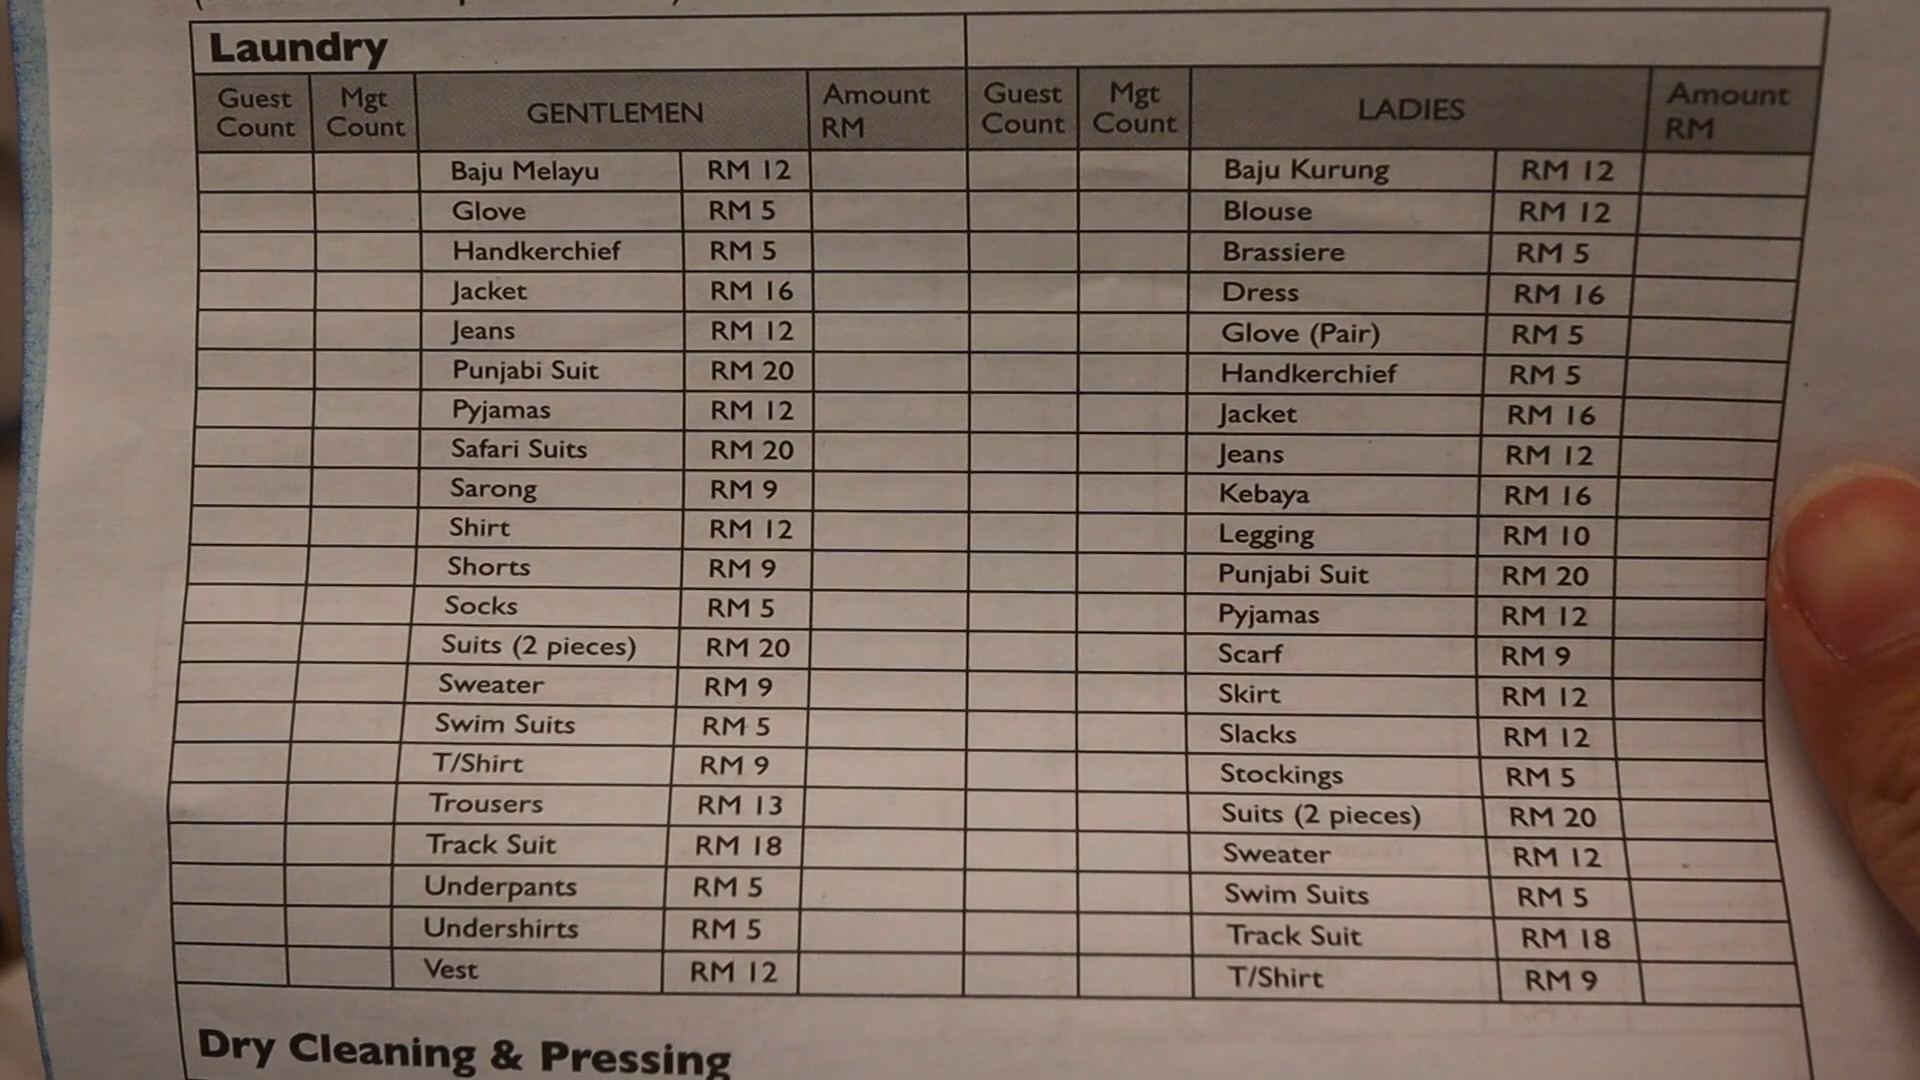 Laundry
Guest Count Mgt Count GENTLEMEN Amount RM Guest Count Mgt Count LADIES Amount RM
Baju Melayu RM 12 Baju Kurung RM 12
Glove RM 5 Blouse RM 12
Handkerchief RM 5 Brassiere RM 5
Jacket RM 16 Dress RM 16
Jeans RM 12 Glove (Pair) RM 5
Punjabi Suit RM 20 Handkerchief RM 5
Pyjamas RM 12 Jacket RM 16
Safari Suits RM 20 Jeans RM 12
Sarong RM 9 Kebaya RM 16
Shirt RM 12 Legging RM 10
Shorts RM 9 Punjabi Suit RM 20
Socks RM 5 Pyjamas RM 12
Suits (2 pieces) RM 20 Scarf RM 9
Sweater RM 9 Skirt RM 12
Swim Suits RM 5 Slacks RM 12
T/Shirt RM 9 Stockings RM 5
Trousers RM 13 Suits (2 pieces) RM 20
Track Suit RM 18 Sweater RM 12
Underpants RM 5 Swim Suits RM 5
Undershirts RM 5 Track Suit RM 18
Vest RM 12 T/Shirt RM 9
Dry Cleaning & Pressing